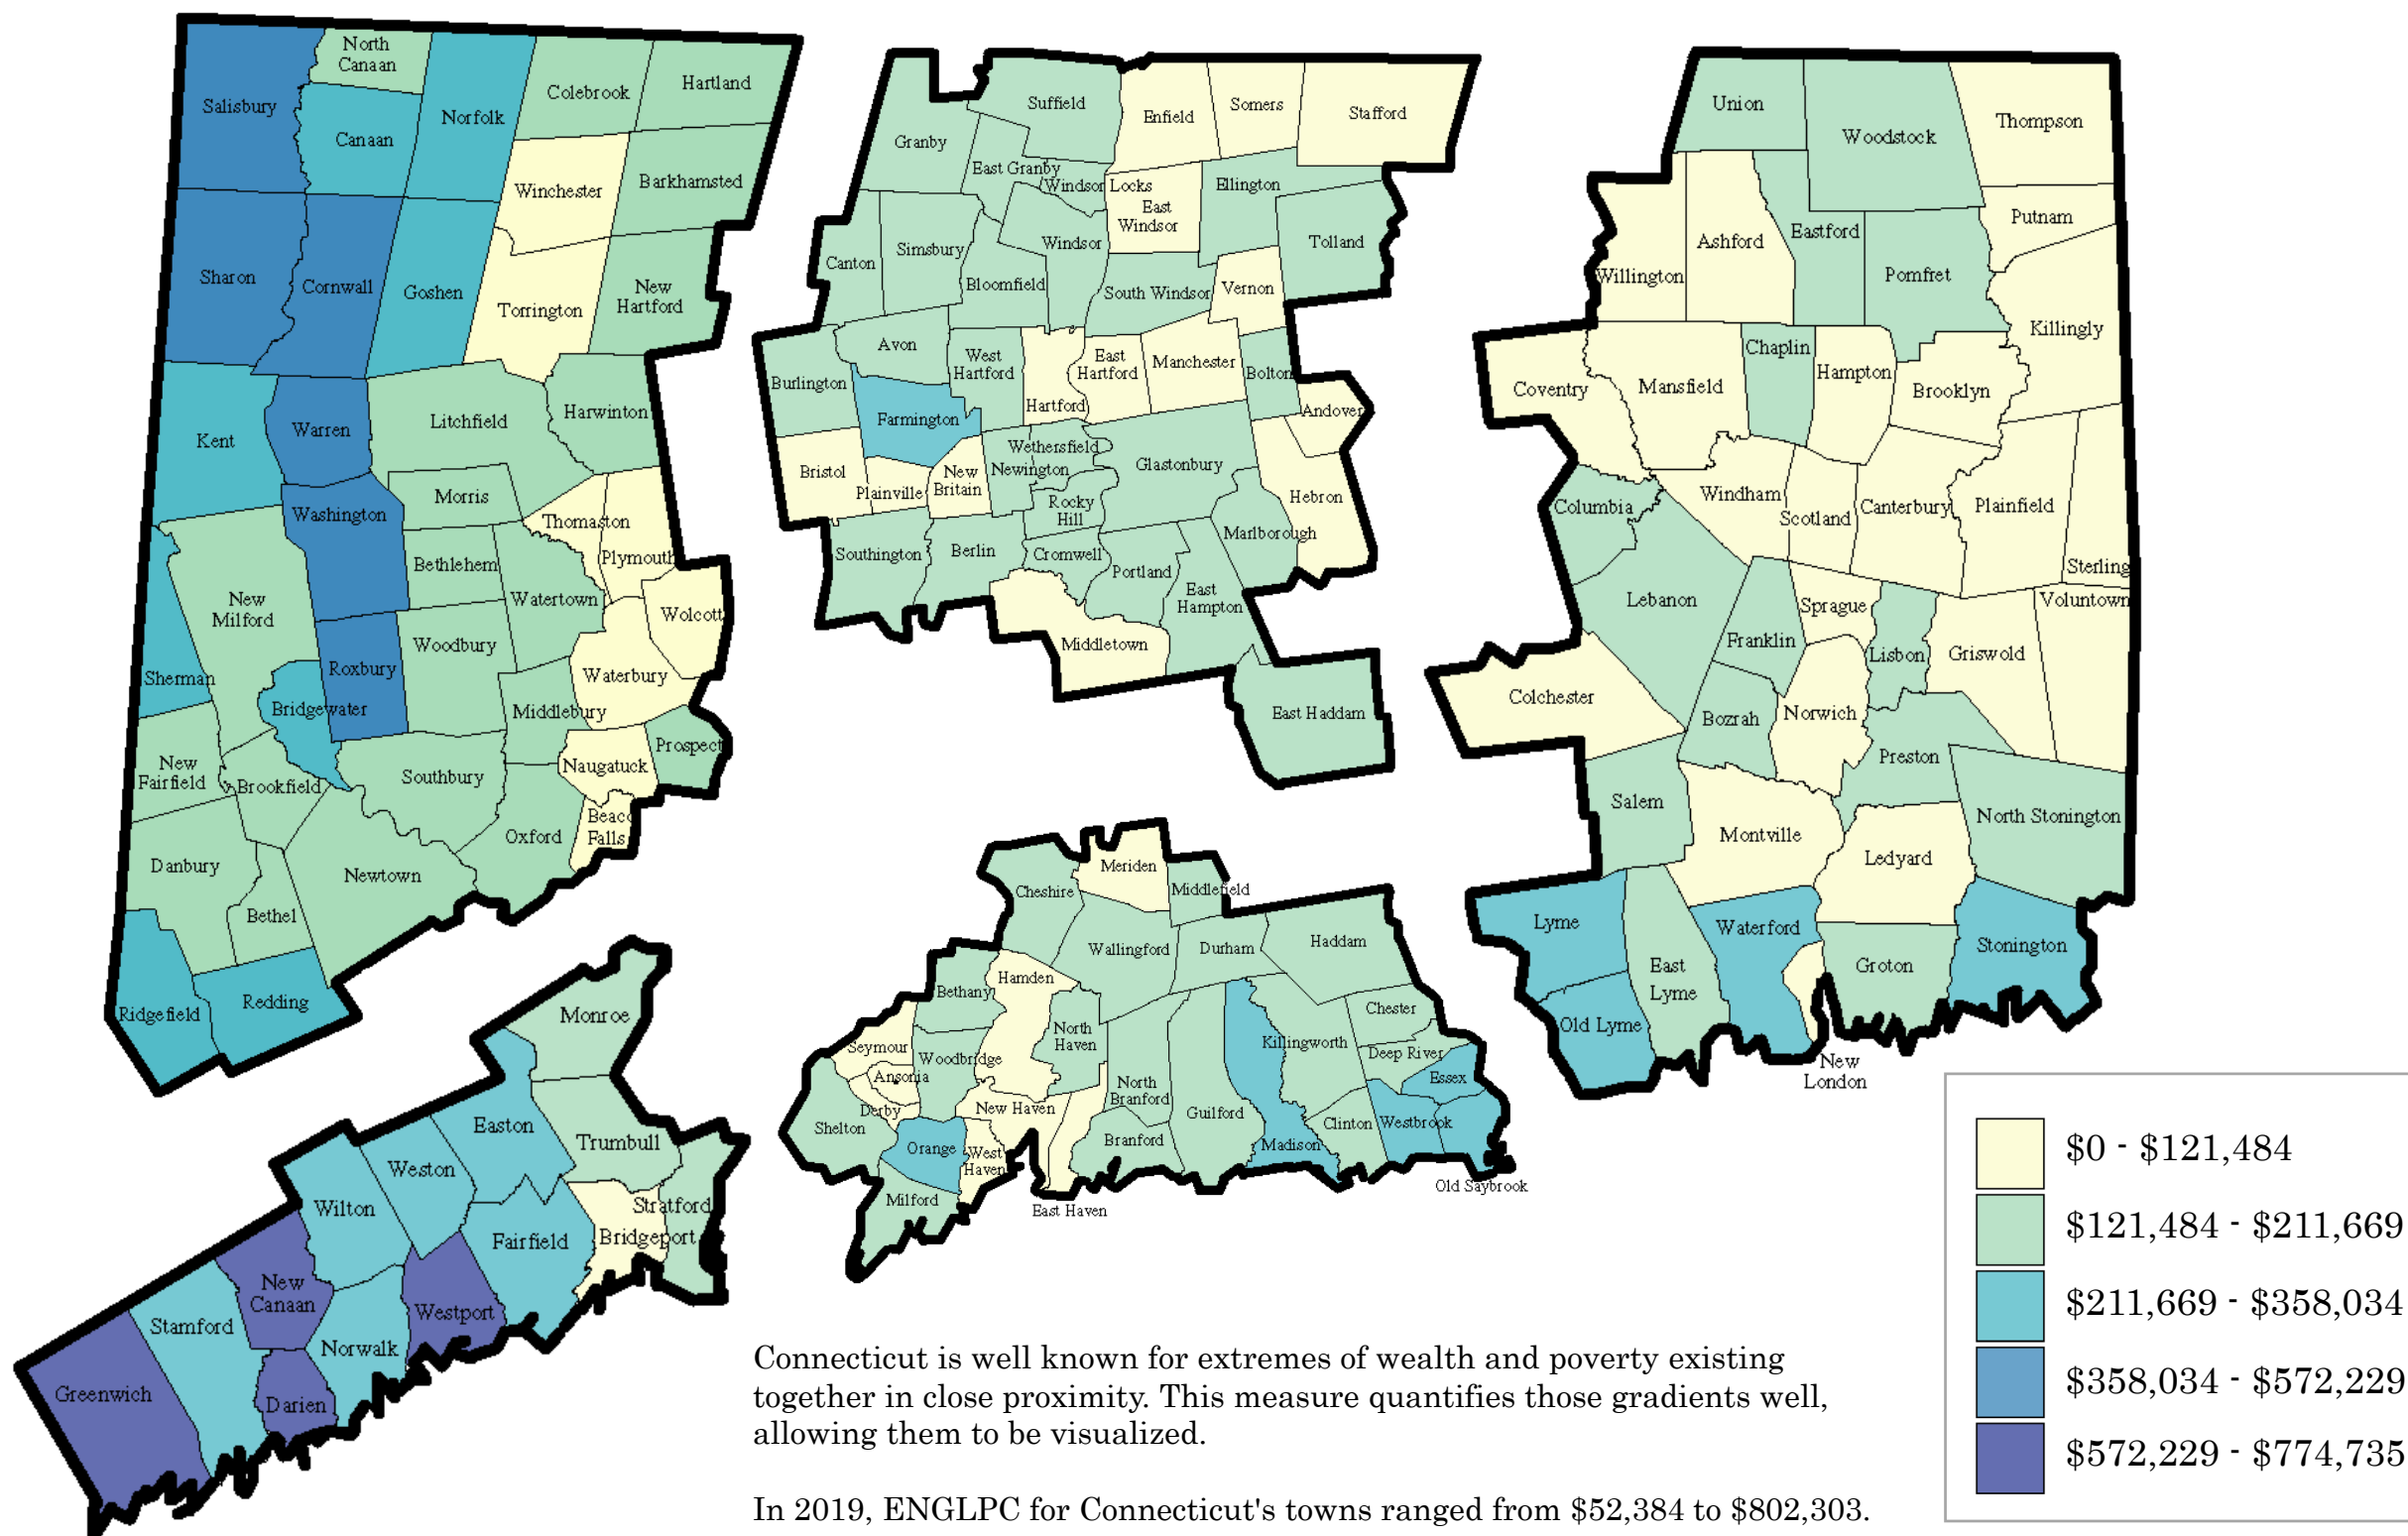 North
Canaan
Salisbury
Canaan
Norfolk
Colebrook
Hartland
Winchester
Barkhamsted
Sharon
Cornwall
Goshen
Torrington
New
Hartford
Kent
Warren
Litchfield
Harwinton
Washington
Morris
Thomaston
Plymouth
Bethlehem
Watertown
Wolcott
New
Milford
Woodbury
Waterbury
Sherman
Roxbury
Bridgewater
Middlebury
New
Fairfield
Brookfield
Southbury
Naugatuck
Prospect
Danbury
Newtown
Oxford
Beaco
Falls
Bethel
Ridgefield
Redding
Granby
Suffield
Enfield
Somers
Stafford
East Granby
Windsor Locks
East
Windsor
Ellington
Tolland
Canton
Simsbury
Windsor
Bloomfield
South Windsor
Vernon
Burlington
Avon
West
Hartford
East
Hartford
Manchester
Bolton
Farmington
Hartford
Andover
Bristol
Plainville
New
Britain
Wethersfield
Newington
Glastonbury
Rocky
Hill
Hebron
Southington
Berlin
Cromwell
Portland
Marlborough
East
Hampton
Middletown
East Haddam
Union
Woodstock
Thompson
Willington
Ashford
Eastford
Pomfret
Putnam
Killingly
Coventry
Mansfield
Chaplin
Hampton
Brooklyn
Columbia
Windham
Scotland
Canterbury
Plainfield
Sterling
Lebanon
Franklin
Sprague
Lisbon
Griswold
Voluntown
Colchester
Bozrah
Norwich
Preston
Salem
Montville
Ledyard
North Stonington
Lyme
East
Lyme
Waterford
Groton
Stonington
Old Lyme
New
London
Meriden
Cheshire
Middlefield
Wallingford
Durham
Haddam
Bethany
Hamden
North
Haven
Chester
Seymour
Woodbridge
Killingworth
Deep River
Ansonia
Essex
Derby
New Haven
North
Branford
Guilford
Shelton
Orange
West
Haven
Branford
Madison
Clinton
Westbrook
Milford
East Haven
Old Saybrook
Monroe
Easton
Trumbull
Weston
Wilton
Stratford
Fairfield
Bridgeport
New
Canaan
Westport
Stamford
Norwalk
Greenwich
Darien
$0 - $121,484
$121,484 - $211,669
$211,669 - $358,034
$358,034 - $572,229
$572,229 - $774,735
Connecticut is well known for extremes of wealth and poverty existing
together in close proximity. This measure quantifies those gradients well,
allowing them to be visualized.
In 2019, ENGLPC for Connecticut's towns ranged from $52,384 to $802,303.